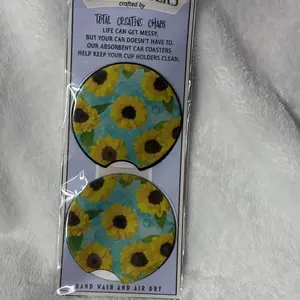 crafted by
TOTAL CREATIVE CHAOS
LIFE CAN GET MESSY,
BUT YOUR CAR DOESN'T HAVE TO.
OUR ABSORBENT CAR COASTERS
HELP KEEP YOUR CUP HOLDERS CLEAN.
HAND WASH AND AIR DRY